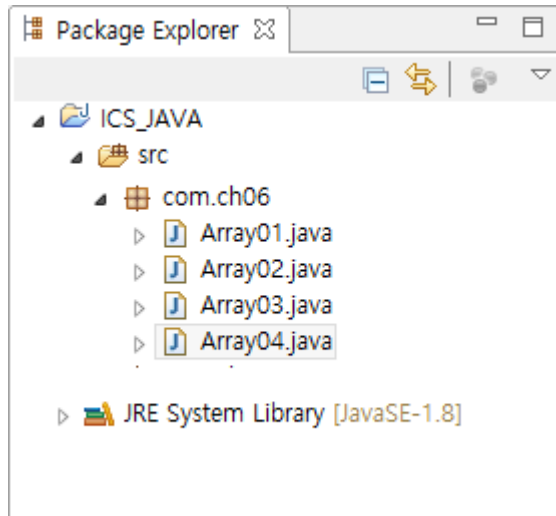 Package Explorer
ICS_JAVA
src
com.ch06
Array01.java
Array02.java
Array03.java
Array04.java
JRE System Library [JavaSE-1.8]